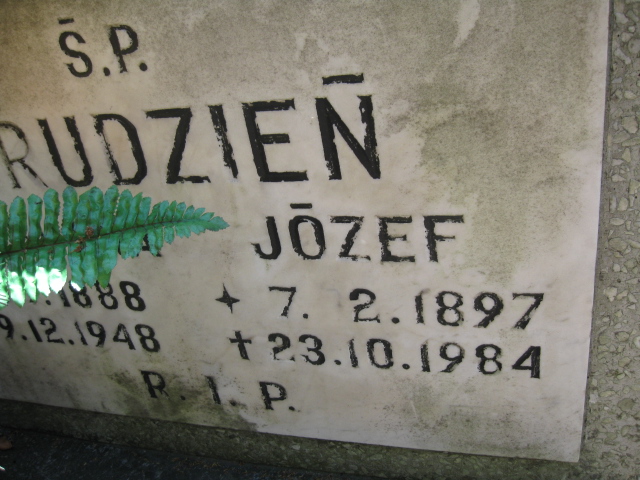 Ś.P.
RUDZIEŃ
JÓZEF
1888 ✦ 7. 2.1897
9.12.1948 ✝ 23.10.1984
R. I. P.